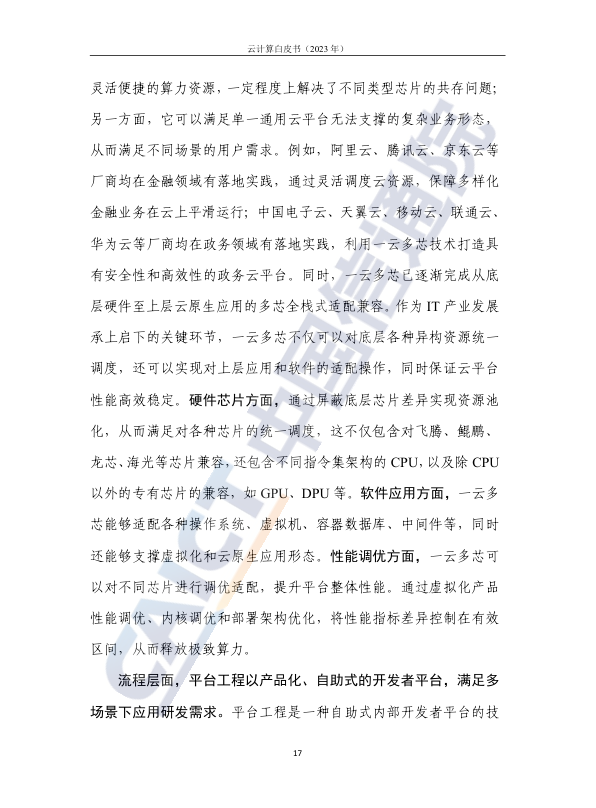 云计算白皮书（2023 年）
灵活便捷的算力资源，一定程度上解决了不同类型芯片的共存问题；
另一方面，它可以满足单一通用云平台无法支撑的复杂业务形态，
从而满足不同场景的用户需求。例如，阿里云、腾讯云、京东云等
厂商均在金融领域有落地实践，通过灵活调度云资源，保障多样化
金融业务在云上平滑运行；中国电子云、天翼云、移动云、联通云、
华为云等厂商均在政务领域有落地实践，利用一云多芯技术打造具
有安全性和高效性的政务云平台。同时，一云多芯已逐渐完成从底
层硬件至上层云原生应用的多芯全栈式适配兼容。作为 IT 产业发展
承上启下的关键环节，一云多芯不仅可以对底层各种异构资源统一
调度，还可以实现对上层应用和软件的适配操作，同时保证云平台
性能高效稳定。硬件芯片方面，通过屏蔽底层芯片差异实现资源池
化，从而满足对各种芯片的统一调度，这不仅包含对飞腾、鲲鹏、
龙芯、海光等芯片兼容，还包含不同指令集架构的 CPU，以及除 CPU
以外的专有芯片的兼容，如 GPU、DPU 等。软件应用方面，一云多
芯能够适配各种操作系统、虚拟机、容器数据库、中间件等，同时
还能够支撑虚拟化和云原生应用形态。性能调优方面，一云多芯可
以对不同芯片进行调优适配，提升平台整体性能。通过虚拟化产品
性能调优、内核调优和部署架构优化，将性能指标差异控制在有效
区间，从而释放极致算力。
流程层面，平台工程以产品化、自助式的开发者平台，满足多
场景下应用研发需求。平台工程是一种自助式内部开发者平台的技
17
CAICT 中国信通院